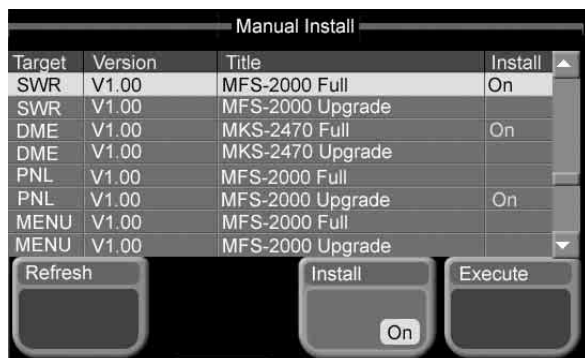 Manual Install
Target Version Title Install
SWR V1.00 MFS-2000 Full On
SWR V1.00 MFS-2000 Upgrade
DME V1.00 MKS-2470 Full On
DME V1.00 MKS-2470 Upgrade
PNL V1.00 MFS-2000 Full
PNL V1.00 MFS-2000 Upgrade On
MENU V1.00 MFS-2000 Full
MENU V1.00 MFS-2000 Upgrade
Refresh Install Execute
On